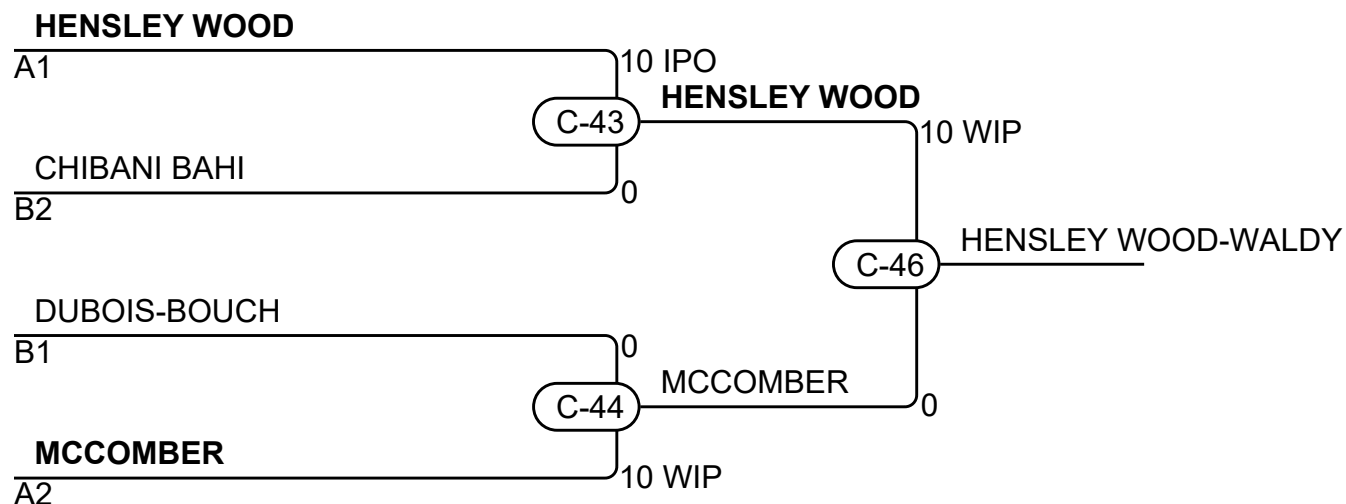 HENSLEY WOOD
A1
10 IPO
HENSLEY WOOD
C-43
10 WIP
CHIBANI BAHI
B2
0
HENSLEY WOOD-WALDY
C-46
DUBOIS-BOUCH
B1
0
MCCOMBER
C-44
0
MCCOMBER
A2
10 WIP